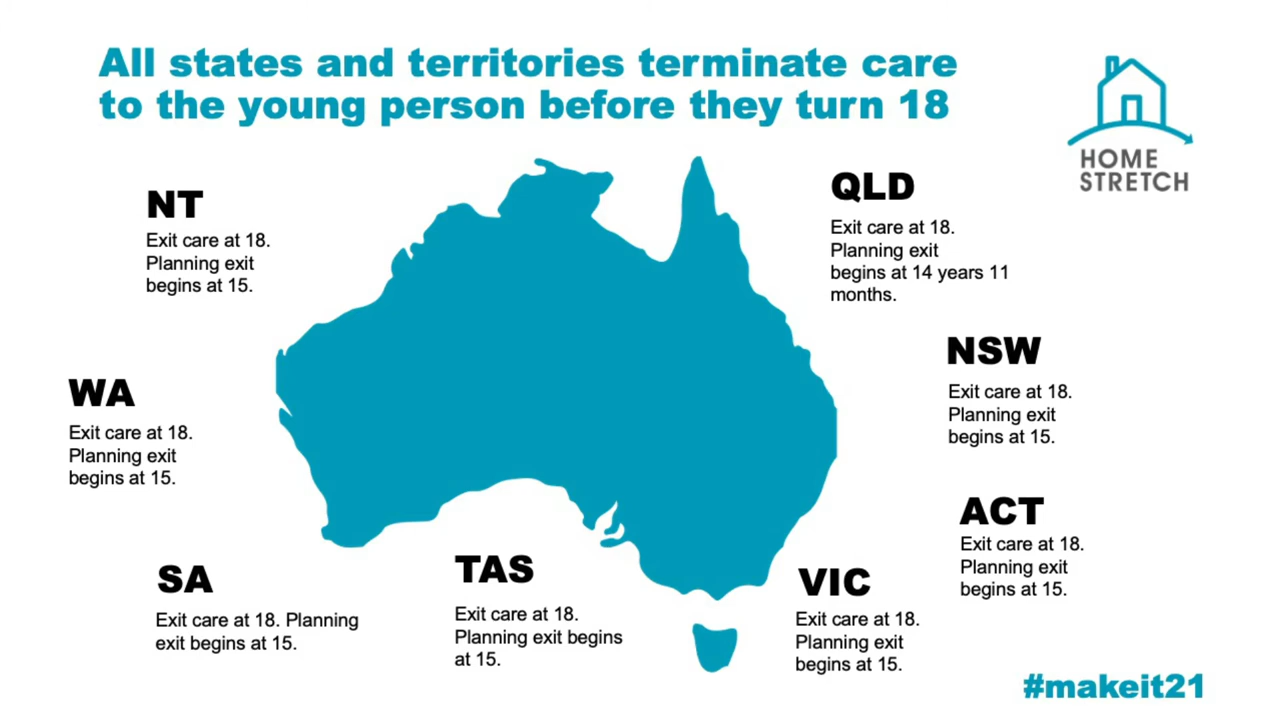 All states and territories terminate care
to the young person before they turn 18
HOME
STRETCH
NT
Exit care at 18.
Planning exit
begins at 15.
QLD
Exit care at 18.
Planning exit
begins at 14 years 11
months.
WA
Exit care at 18.
Planning exit
begins at 15.
NSW
Exit care at 18.
Planning exit
begins at 15.
ACT
Exit care at 18.
Planning exit
begins at 15.
SA
Exit care at 18. Planning
exit begins at 15.
TAS
Exit care at 18.
Planning exit begins
at 15.
VIC
Exit care at 18.
Planning exit
begins at 15.
#makeit21